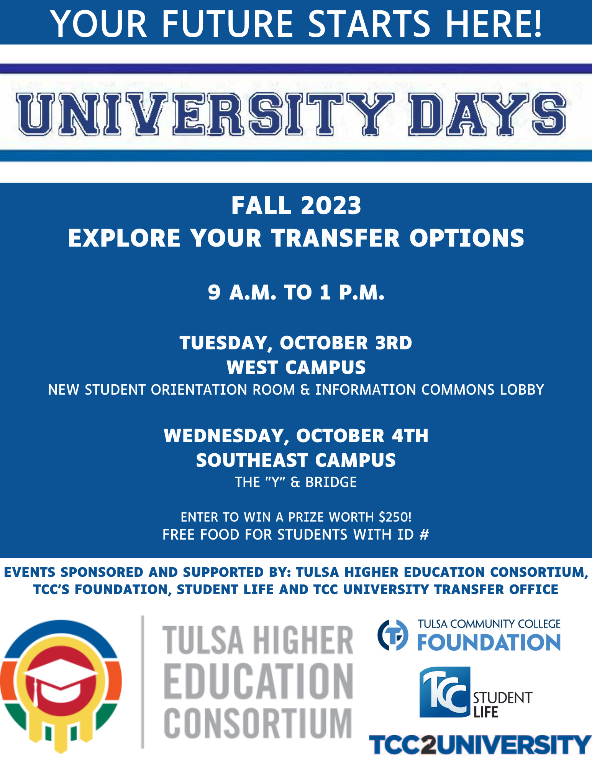 YOUR FUTURE STARTS HERE!
UNIVERSITY DAYS
FALL 2023
EXPLORE YOUR TRANSFER OPTIONS
9 A.M. TO 1 P.M.
TUESDAY, OCTOBER 3RD
WEST CAMPUS
NEW STUDENT ORIENTATION ROOM & INFORMATION COMMONS LOBBY
WEDNESDAY, OCTOBER 4TH
SOUTHEAST CAMPUS
THE "Y" & BRIDGE
ENTER TO WIN A PRIZE WORTH $250!
FREE FOOD FOR STUDENTS WITH ID #
EVENTS SPONSORED AND SUPPORTED BY: TULSA HIGHER EDUCATION CONSORTIUM,
TCC'S FOUNDATION, STUDENT LIFE AND TCC UNIVERSITY TRANSFER OFFICE
TULSA HIGHER
EDUCATION
CONSORTIUM
TULSA COMMUNITY COLLEGE
FOUNDATION
TCC STUDENT
LIFE
TCC2UNIVERSITY